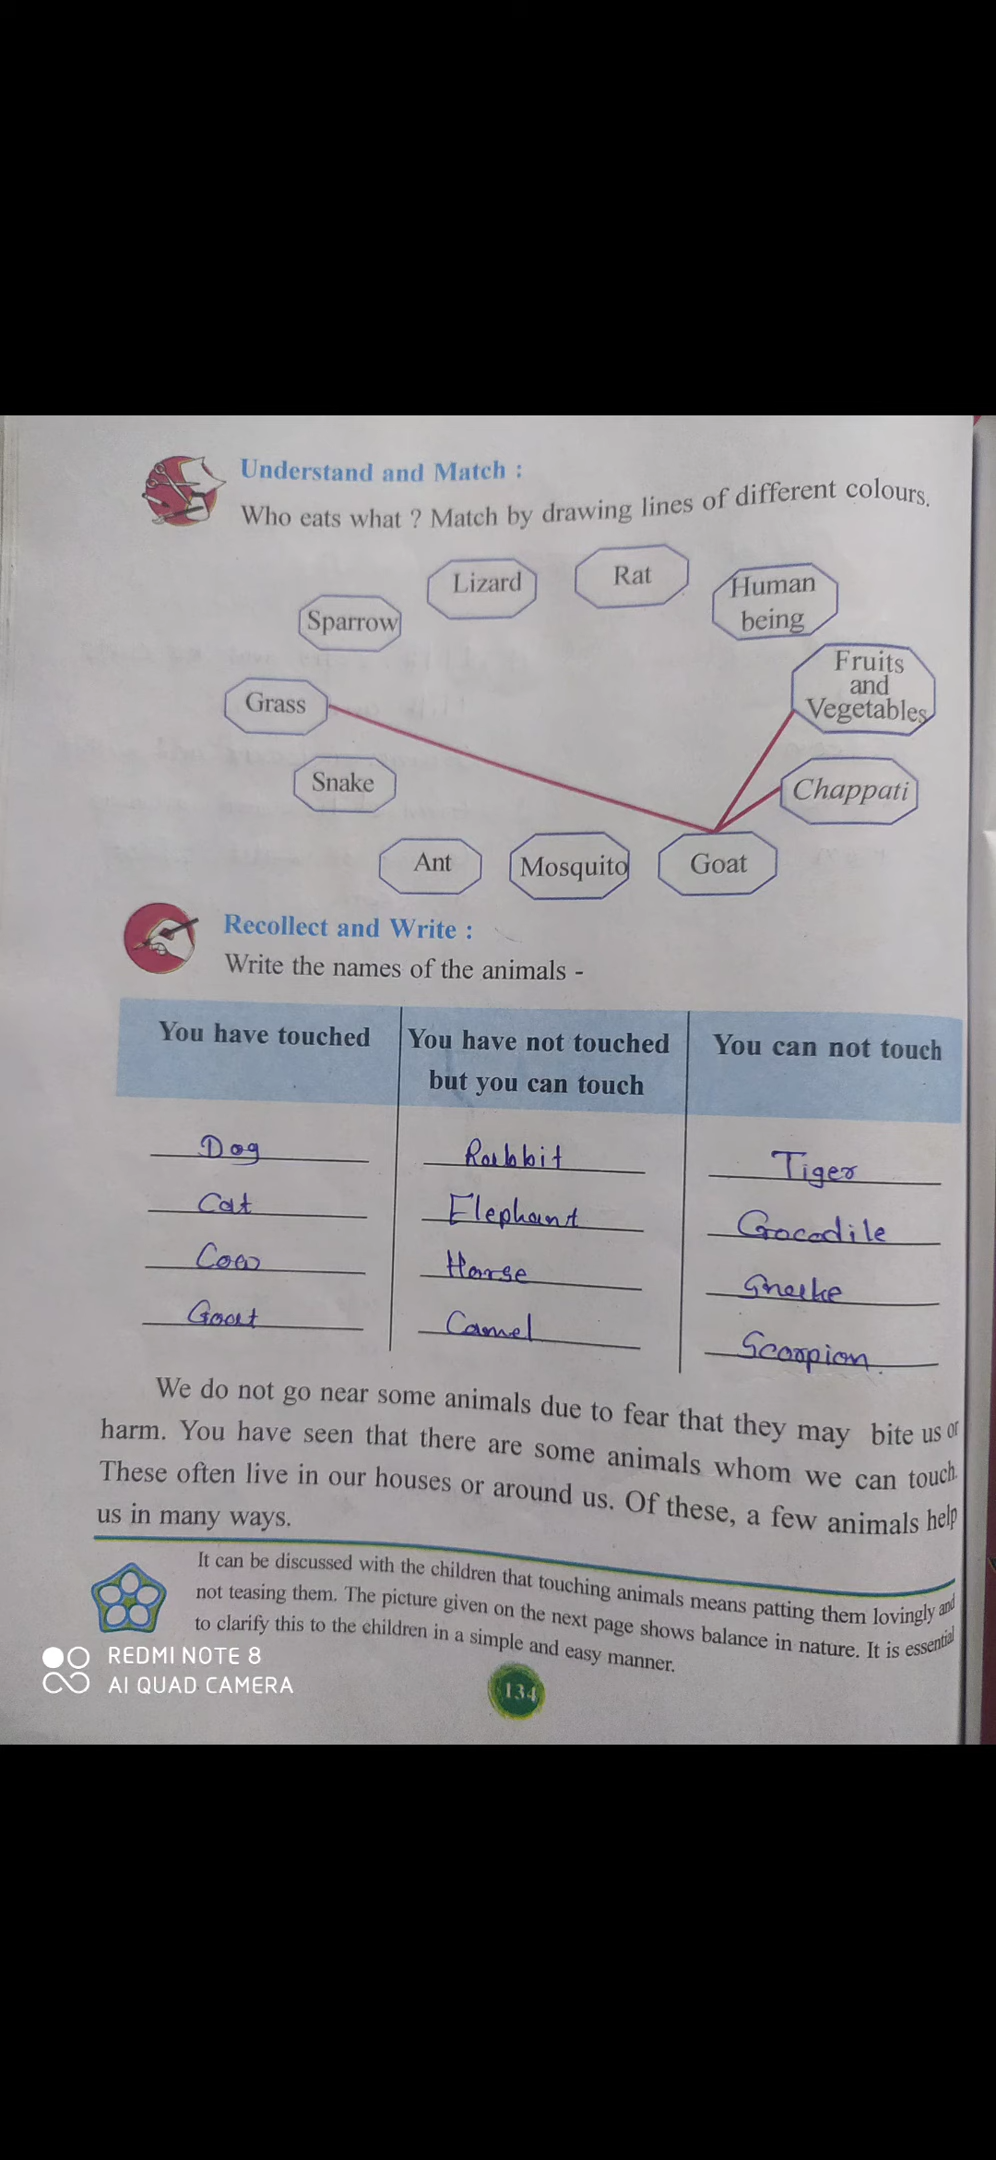 Understand and Match :
Who eats what ? Match by drawing lines of different colours.
Lizard
Rat
Human
being
Sparrow
Fruits
and
Vegetables
Grass
Snake
Chappati
Ant
Mosquito
Goat
Recollect and Write :
Write the names of the animals -
You have touched
You have not touched
but you can touch
You can not touch
Dog Rabbit Tiger
Cat Elephant Crocodile
Cow Horse Snake
Goat Camel Scorpion.
We do not go near some animals due to fear that they may bite us or
harm. You have seen that there are some animals whom we can touch.
These often live in our houses or around us. Of these, a few animals help
us in many ways.
It can be discussed with the children that touching animals means patting them lovingly and
not teasing them. The picture given on the next page shows balance in nature. It is essential
to clarify this to the children in a simple and easy manner.
REDMI NOTE 8
AI QUAD CAMERA
134